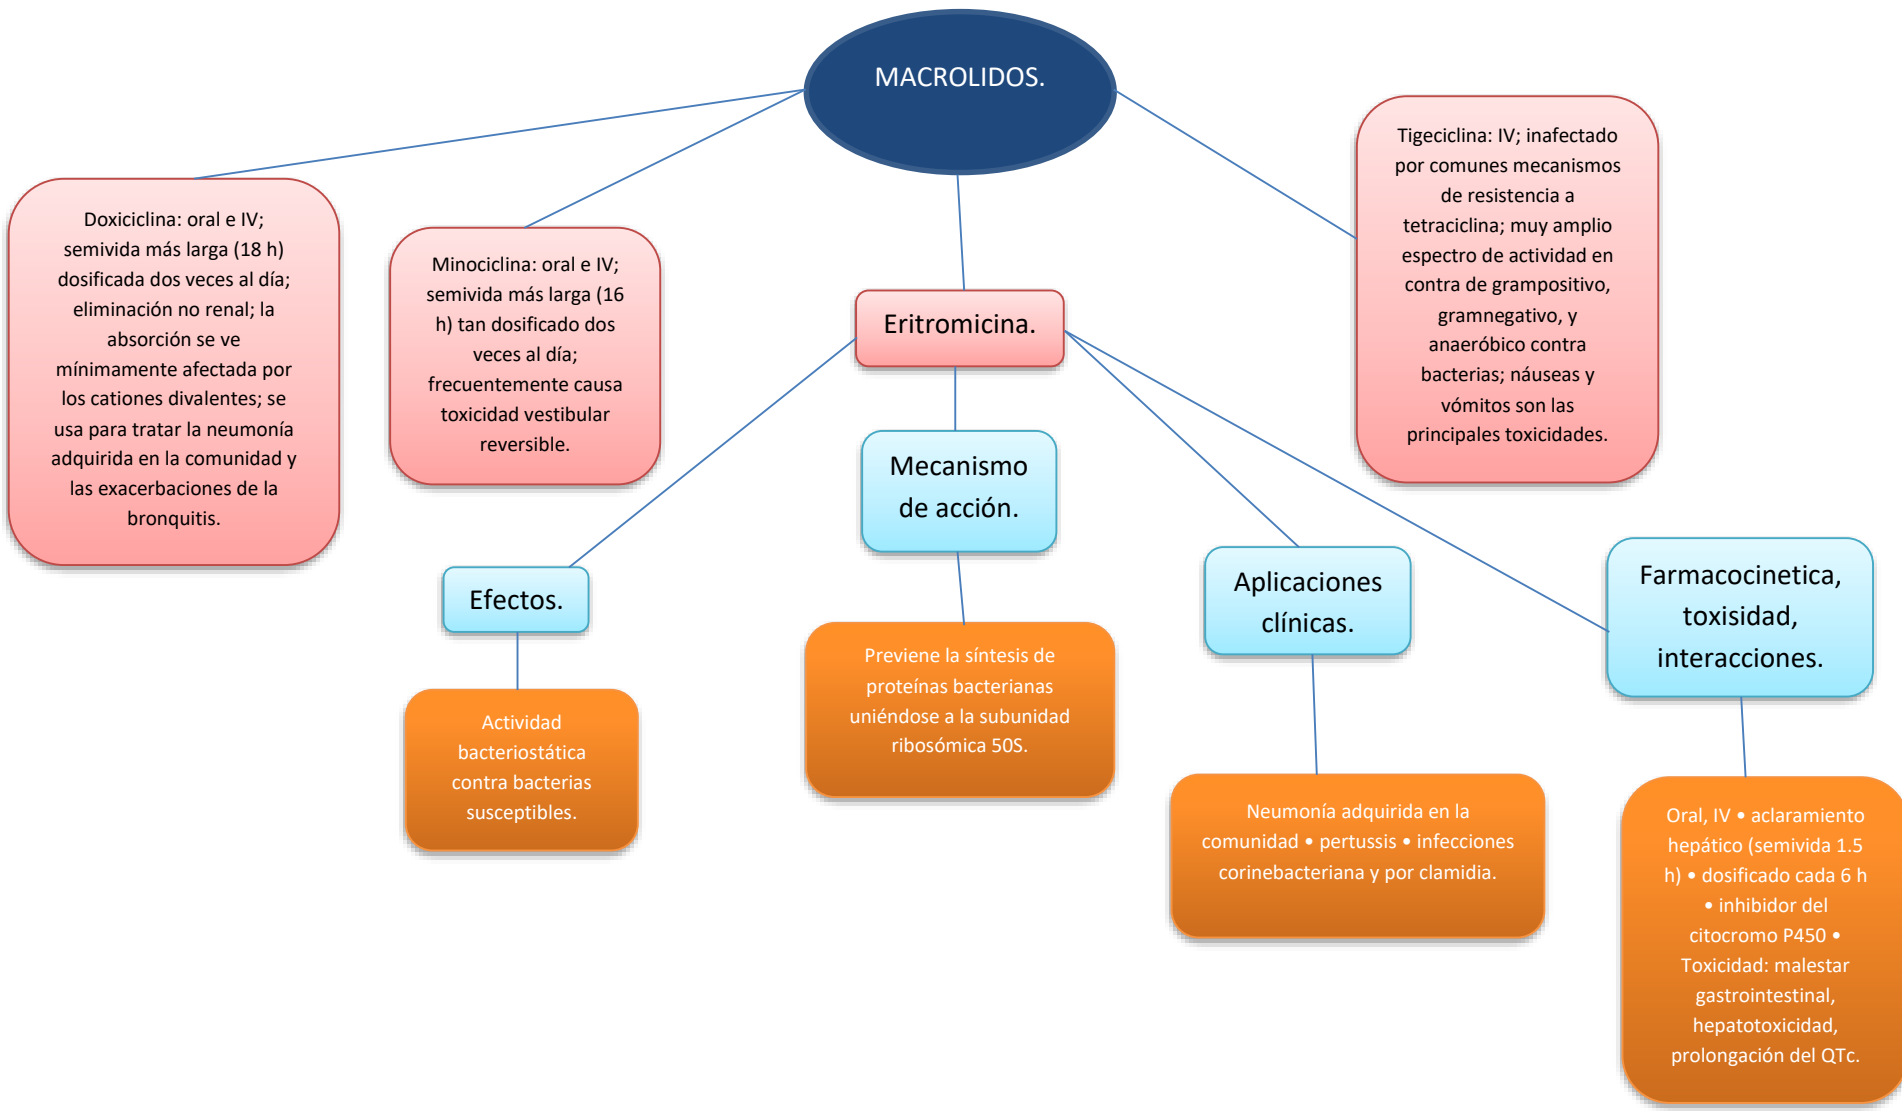 MACROLIDOS.
Doxiciclina: oral e IV;
semivida más larga (18 h)
dosificada dos veces al día;
eliminación no renal; la
absorción se ve
mínimamente afectada por
los cationes divalentes; se
usa para tratar la neumonía
adquirida en la comunidad y
las exacerbaciones de la
bronquitis.
Minociclina: oral e IV;
semivida más larga (16
h) tan dosificado dos
veces al día;
frecuentemente causa
toxicidad vestibular
reversible.
Eritromicina.
Tigeciclina: IV; inafectado
por comunes mecanismos
de resistencia a
tetraciclina; muy amplio
espectro de actividad en
contra de grampositivo,
gramnegativo, y
anaeróbico contra
bacterias; náuseas y
vómitos son las
principales toxicidades.
Efectos.
Actividad
bacteriostática
contra bacterias
susceptibles.
Mecanismo
de acción.
Previene la síntesis de
proteínas bacterianas
uniéndose a la subunidad
ribosómica 50S.
Aplicaciones
clínicas.
Neumonía adquirida en la
comunidad • pertussis • infecciones
corinebacteriana y por clamidia.
Farmacocinetica,
toxisidad,
interacciones.
Oral, IV • aclaramiento
hepático (semivida 1.5
h) • dosificado cada 6 h
• inhibidor del
citocromo P450 •
Toxicidad: malestar
gastrointestinal,
hepatotoxicidad,
prolongación del QTc.